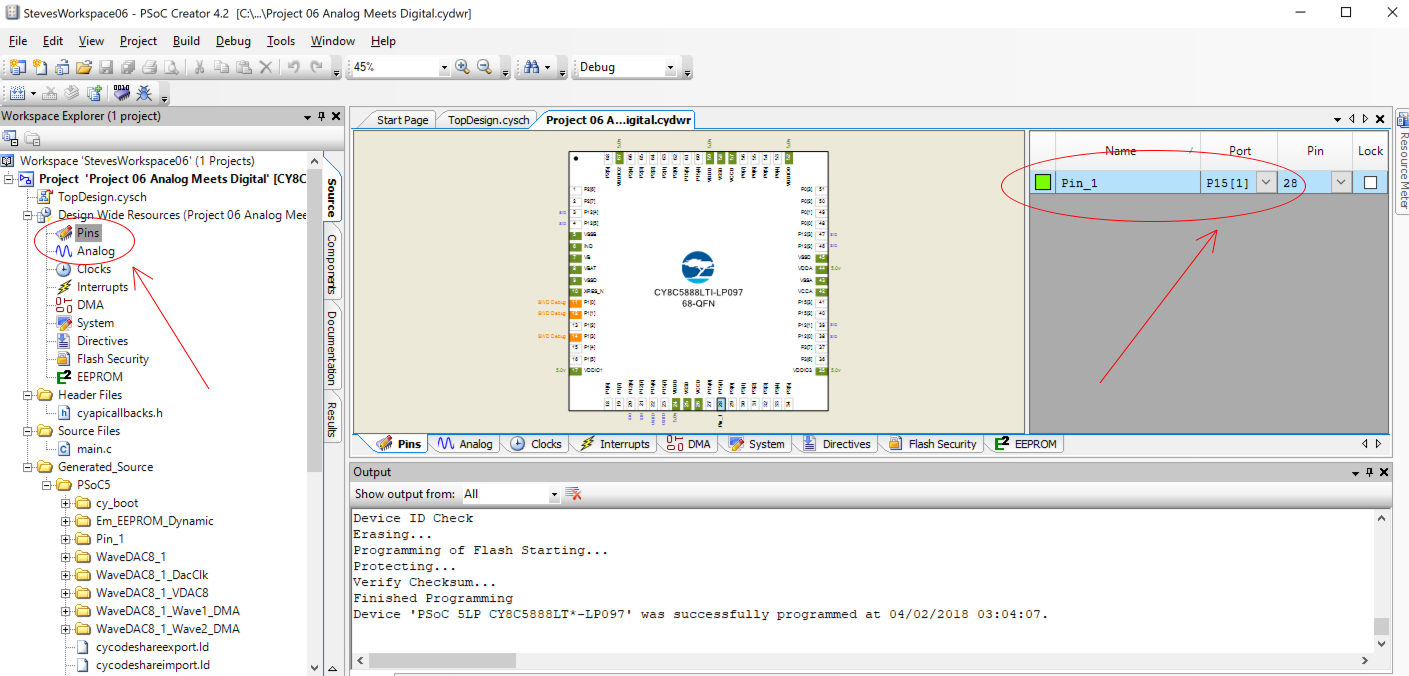 StevesWorkspace06 - PSoC Creator 4.2 [C:\...\Project 06 Analog Meets Digital.cydwr]
File Edit View Project Build Debug Tools Window Help
45% Debug
Workspace Explorer (1 project)
Workspace 'StevesWorkspace06' (1 Projects)
Project 'Project 06 Analog Meets Digital' [CY8C
TopDesign.cysch
Design Wide Resources (Project 06 Analog Mee
Pins
Analog
Clocks
Interrupts
DMA
System
Directives
Flash Security
EEPROM
Header Files
cyapicallbacks.h
Source Files
main.c
Generated_Source
PSoC5
cy_boot
Em_EEPROM_Dynamic
Pin_1
WaveDAC8_1
WaveDAC8_1_DacClk
WaveDAC8_1_VDAC8
WaveDAC8_1_Wave1_DMA
WaveDAC8_1_Wave2_DMA
cycodeshareexport.ld
cycodeshareimport.ld
Source
Components
Documentation
Results
Start Page TopDesign.cysch Project 06 A...igital.cydwr
CY8C5888LTI-LP097
68-QFN
Name Port Pin Lock
Pin_1 P15[1] 28
Resource Meter
Pins Analog Clocks Interrupts DMA System Directives Flash Security EEPROM
Output
Show output from: All
Device ID Check
Erasing...
Programming of Flash Starting...
Protecting...
Verify Checksum...
Finished Programming
Device 'PSoC 5LP CY8C5888LT*-LP097' was successfully programmed at 04/02/2018 03:04:07.